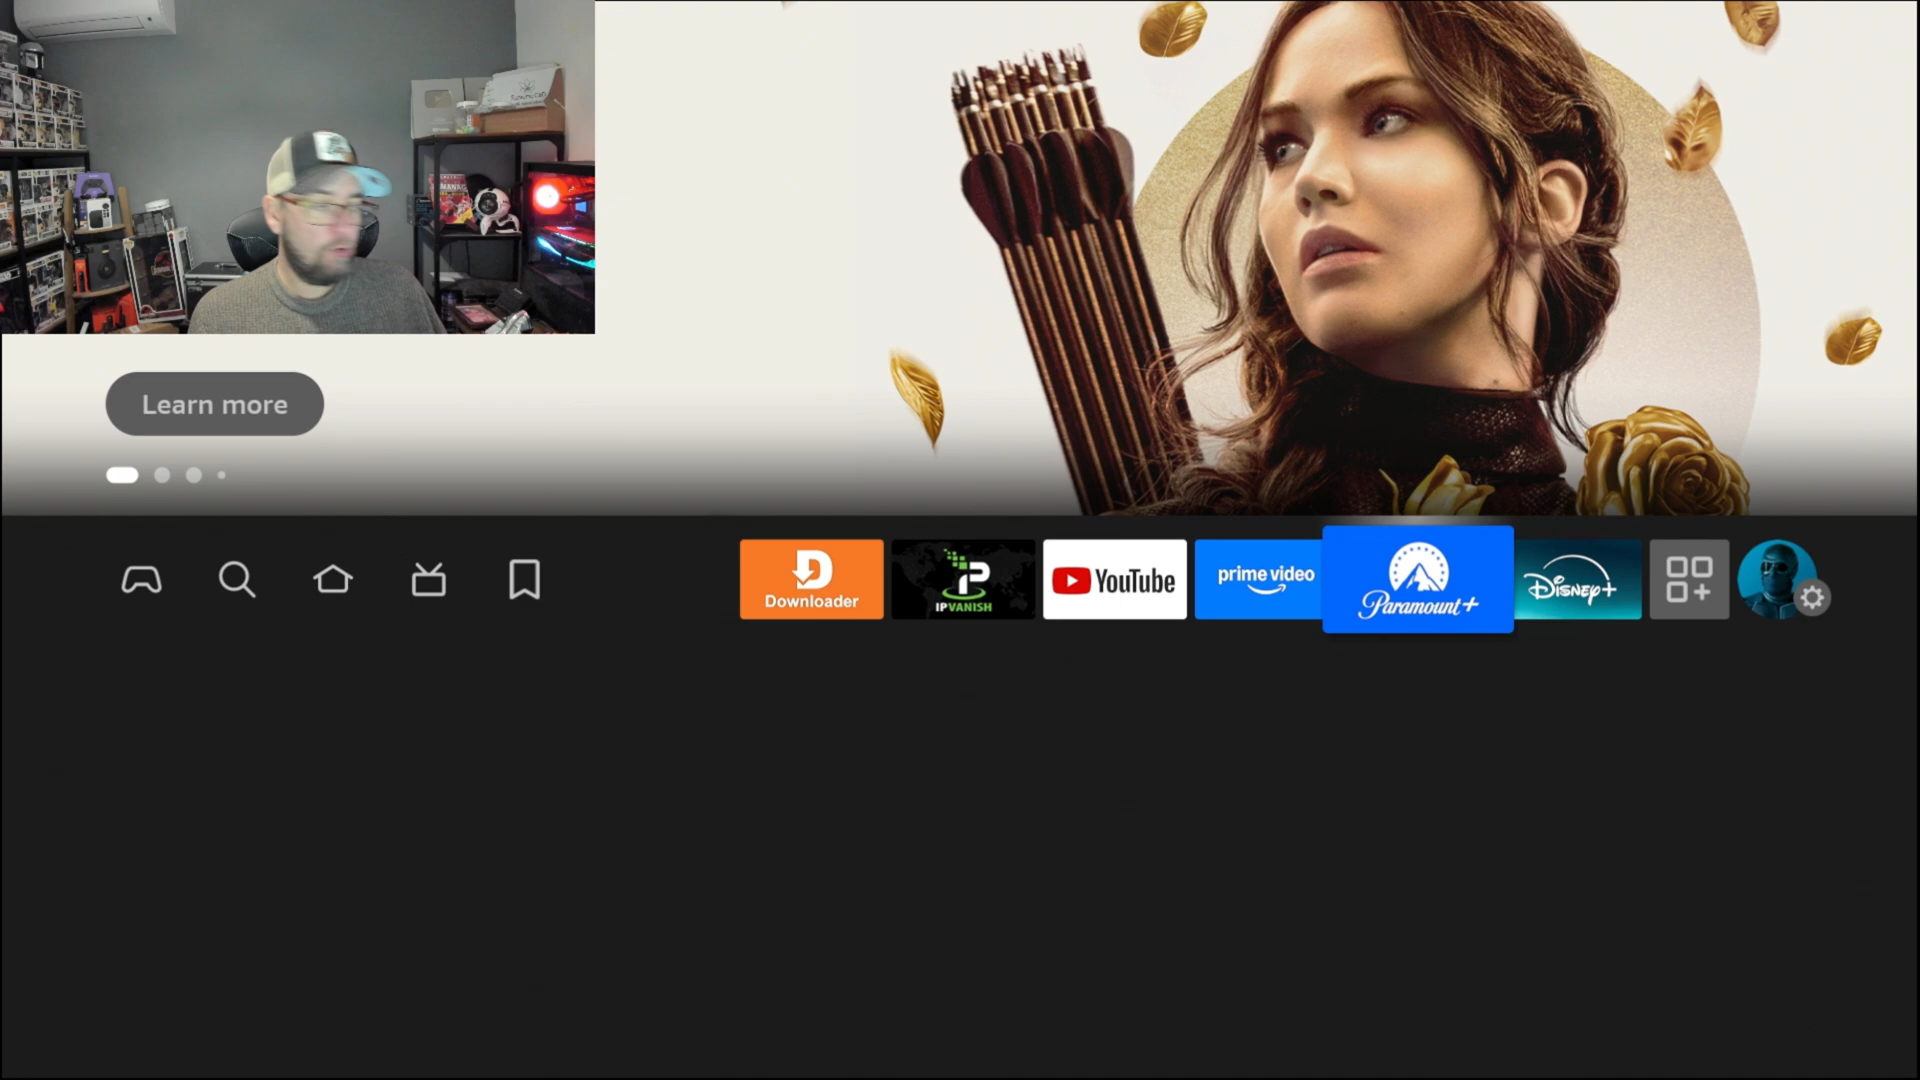 Learn more
Downloader
IPVANISH
YouTube
prime video
Paramount+
Disney+